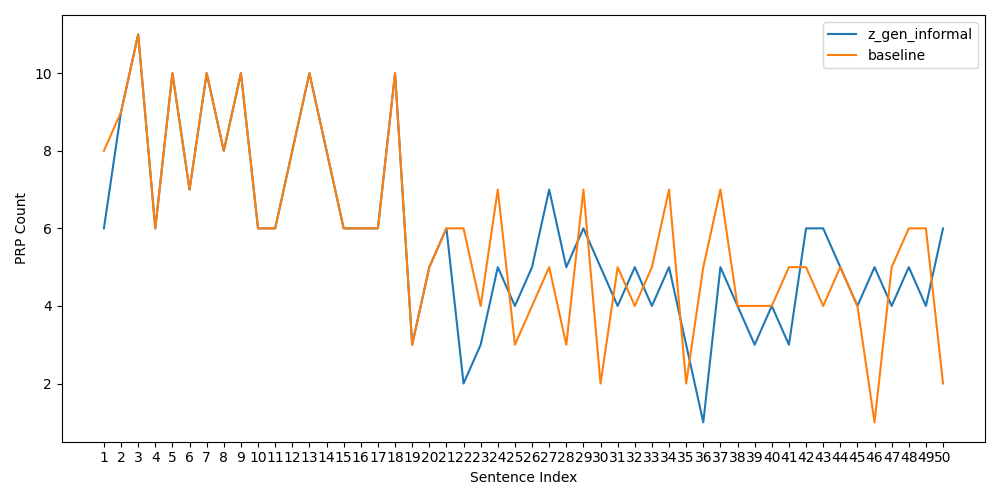 z_gen_informal
baseline
10
8
6
4
2
PRP Count
1 2 3 4 5 6 7 8 9 10 11 12 13 14 15 16 17 18 19 20 21 22 23 24 25 26 27 28 29 30 31 32 33 34 35 36 37 38 39 40 41 42 43 44 45 46 47 48 49 50
Sentence Index